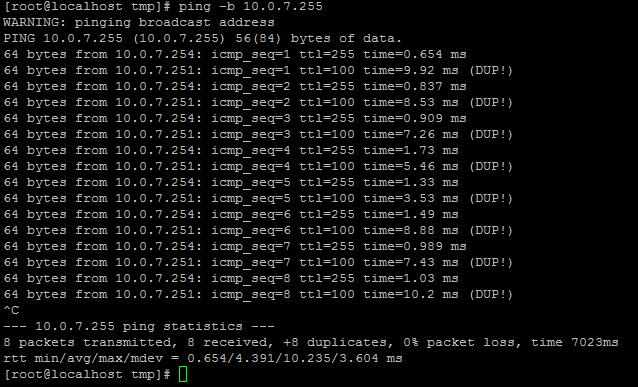 [root@localhost tmp]# ping -b 10.0.7.255
WARNING: pinging broadcast address
PING 10.0.7.255 (10.0.7.255) 56(84) bytes of data.
64 bytes from 10.0.7.254: icmp_seq=1 ttl=255 time=0.654 ms
64 bytes from 10.0.7.251: icmp_seq=1 ttl=100 time=9.92 ms (DUP!)
64 bytes from 10.0.7.254: icmp_seq=2 ttl=255 time=0.837 ms
64 bytes from 10.0.7.251: icmp_seq=2 ttl=100 time=8.53 ms (DUP!)
64 bytes from 10.0.7.254: icmp_seq=3 ttl=255 time=0.909 ms
64 bytes from 10.0.7.251: icmp_seq=3 ttl=100 time=7.26 ms (DUP!)
64 bytes from 10.0.7.254: icmp_seq=4 ttl=255 time=1.73 ms
64 bytes from 10.0.7.251: icmp_seq=4 ttl=100 time=5.46 ms (DUP!)
64 bytes from 10.0.7.254: icmp_seq=5 ttl=255 time=1.33 ms
64 bytes from 10.0.7.251: icmp_seq=5 ttl=100 time=3.53 ms (DUP!)
64 bytes from 10.0.7.254: icmp_seq=6 ttl=255 time=1.49 ms
64 bytes from 10.0.7.251: icmp_seq=6 ttl=100 time=8.88 ms (DUP!)
64 bytes from 10.0.7.254: icmp_seq=7 ttl=255 time=0.989 ms
64 bytes from 10.0.7.251: icmp_seq=7 ttl=100 time=7.43 ms (DUP!)
64 bytes from 10.0.7.254: icmp_seq=8 ttl=255 time=1.03 ms
64 bytes from 10.0.7.251: icmp_seq=8 ttl=100 time=10.2 ms (DUP!)
^C
--- 10.0.7.255 ping statistics ---
8 packets transmitted, 8 received, +8 duplicates, 0% packet loss, time 7023ms
rtt min/avg/max/mdev = 0.654/4.391/10.235/3.604 ms
[root@localhost tmp]#